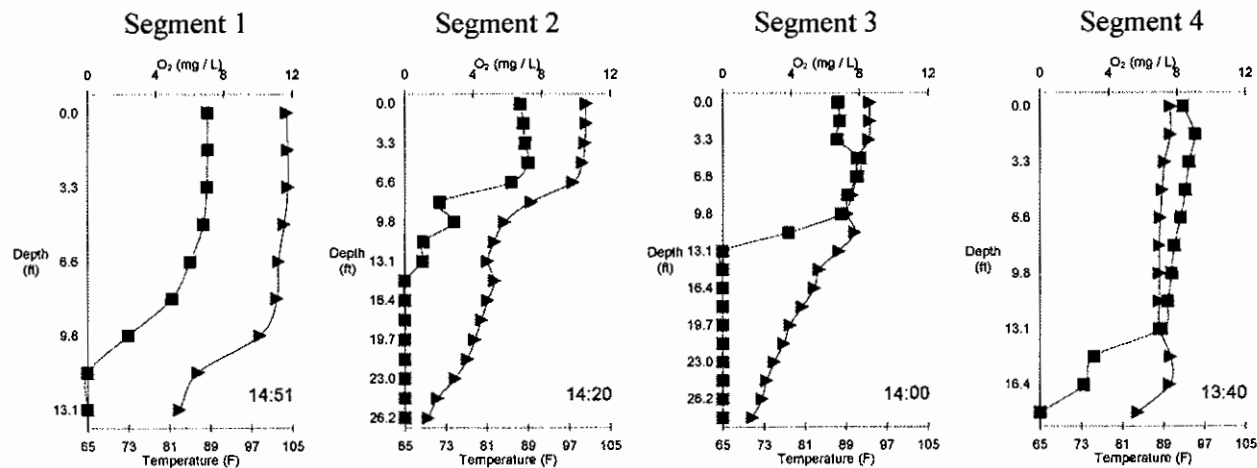 Segment 1
O₂ (mg / L)
0 4 8 12
0.0
3.3
Depth
(ft)
6.6
9.8
13.1
14:51
65 73 81 89 97 105
Temperature (F)
Segment 2
O₂ (mg / L)
0 4 8 12
0.0
3.3
6.6
9.8
Depth
(ft)
13.1
16.4
19.7
23.0
26.2
14:20
65 73 81 89 97 105
Temperature (F)
Segment 3
O₂ (mg / L)
0 4 8 12
0.0
3.3
6.6
9.8
Depth
(ft)
13.1
16.4
19.7
23.0
26.2
14:00
65 73 81 89 97 105
Temperature (F)
Segment 4
O₂ (mg / L)
0 4 8 12
0.0
3.3
6.6
Depth
(ft)
9.8
13.1
16.4
13:40
65 73 81 89 97 105
Temperature (F)